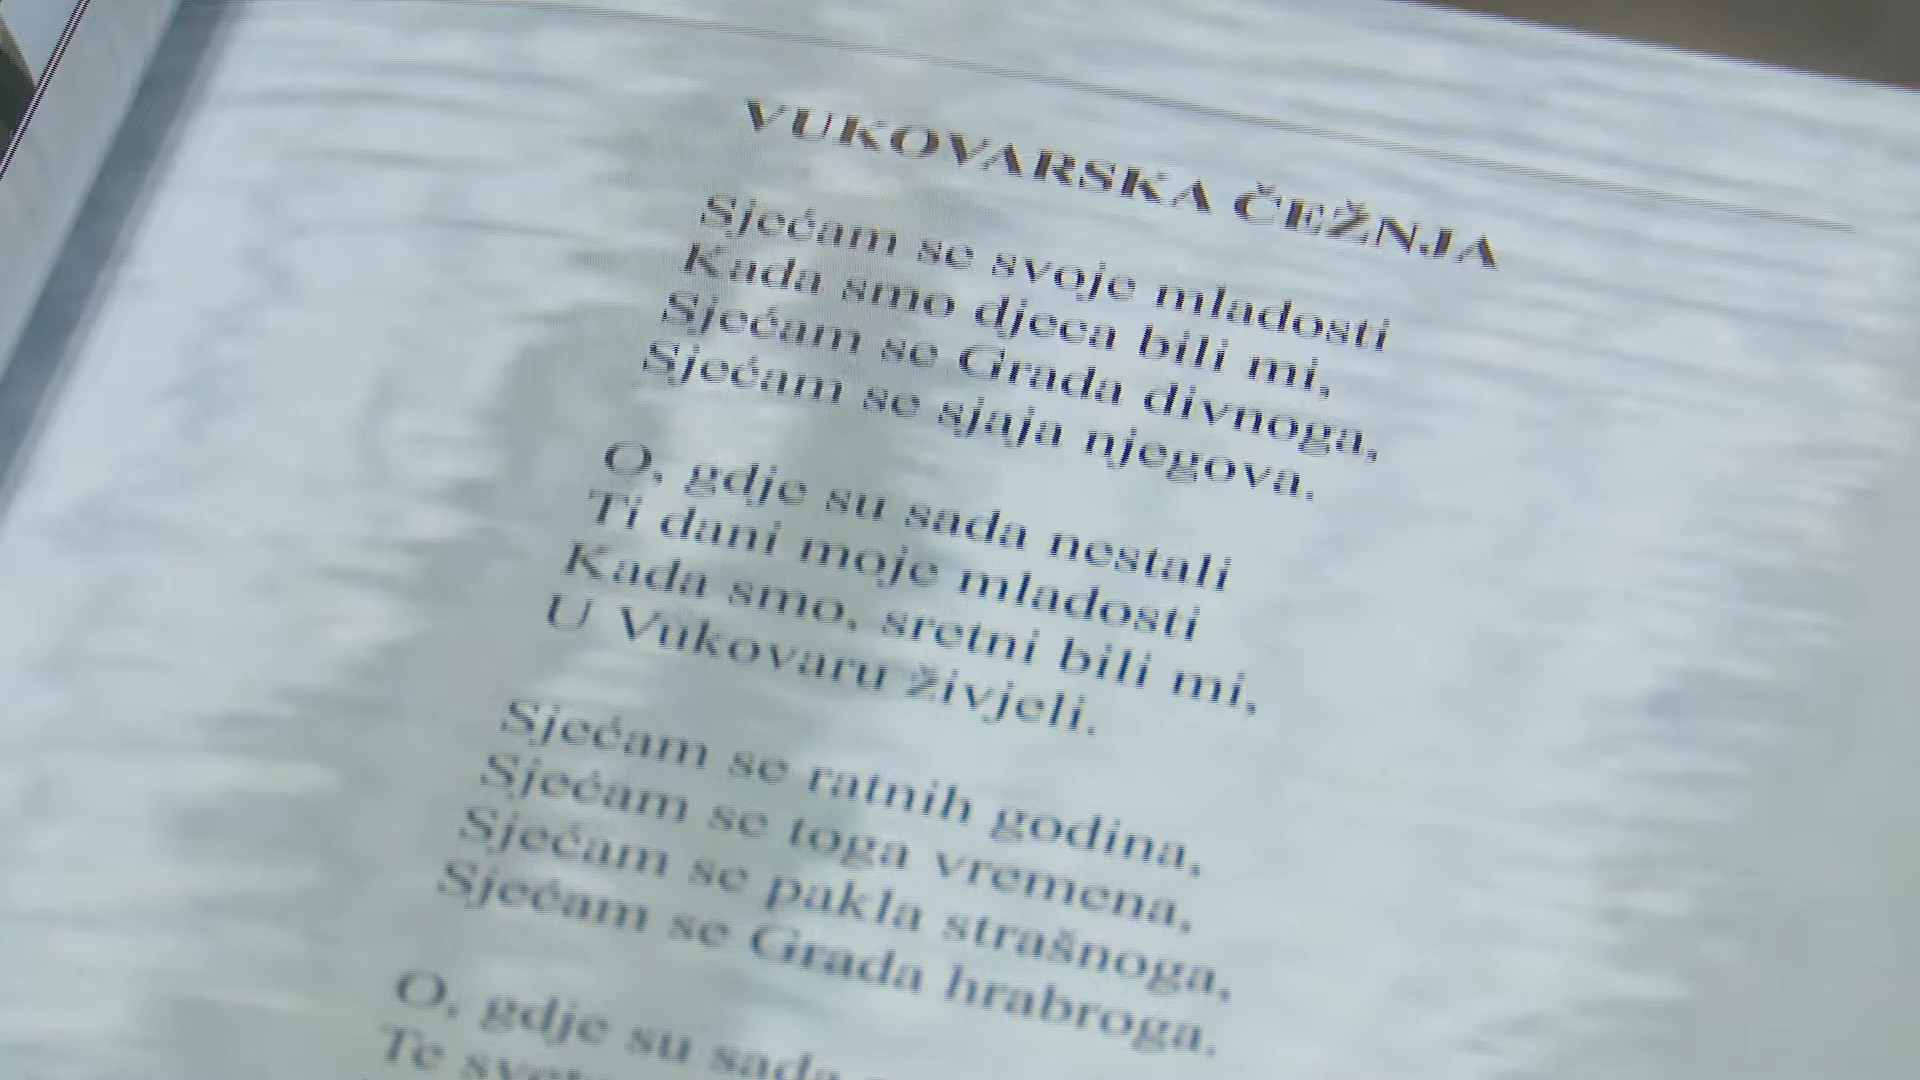 VUKOVARSKA ČEŽNJA
Sjećam se svoje mladosti
Kada smo djeca bili mi,
Sjećam se Grada divnoga,
Sjećam se sjaja njegova.
O, gdje su sada nestali
Ti dani moje mladosti
Kada smo, sretni bili mi,
U Vukovaru živjeli.
Sjećam se ratnih godina,
Sjećam se toga vremena,
Sjećam se pakla strašnoga,
Sjećam se Grada hrabroga.
O, gdje su sada
Te